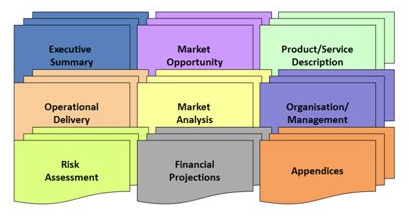 Executive
Summary
Market
Opportunity
Product/Service
Description
Operational
Delivery
Market
Analysis
Organisation/
Management
Risk
Assessment
Financial
Projections
Appendices